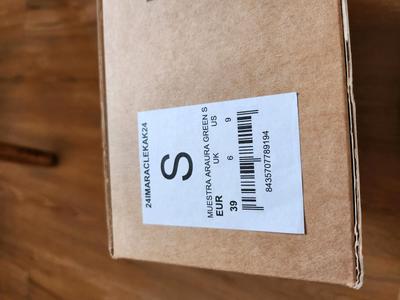 24IMARACLEKAK24
S
MUESTRA ARAURA GREEN S
EUR UK US
39 6 9
8435707789194